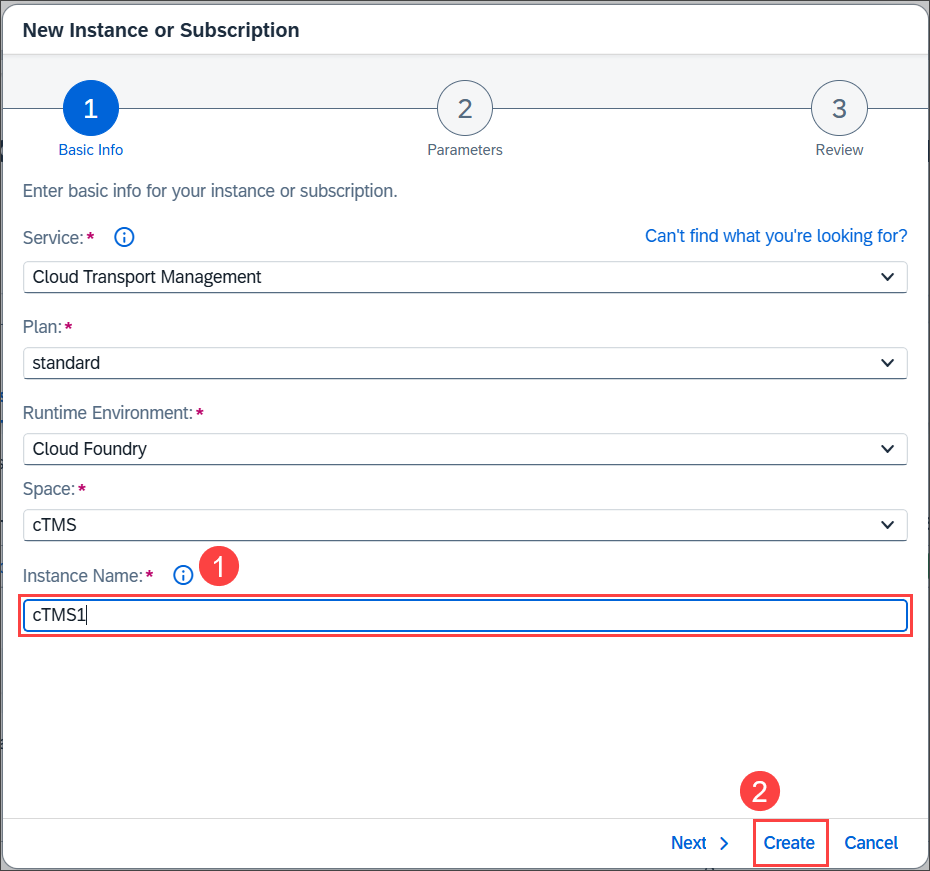 New Instance or Subscription
1
2
3
Basic Info
Parameters
Review
Enter basic info for your instance or subscription.
Service:*
Can't find what you're looking for?
Cloud Transport Management
Plan:*
standard
Runtime Environment:*
Cloud Foundry
Space:*
cTMS
Instance Name:*
1
cTMS1
2
Next
Create
Cancel